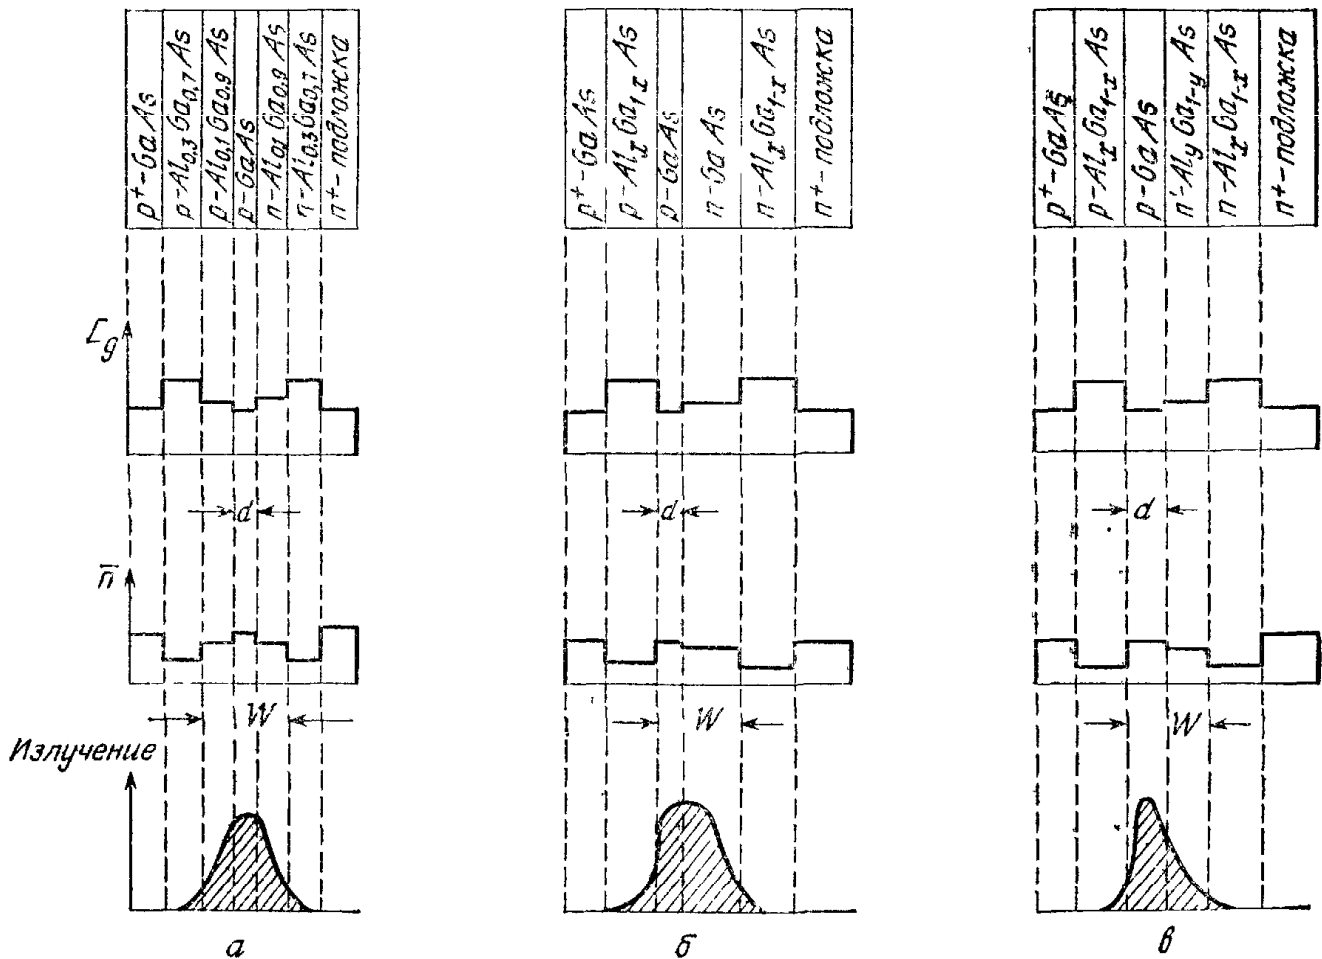 p⁺-GaAs
p-Al₀,₃Ga₀,₇As
p-Al₀,₁Ga₀,₉As
p-GaAs
n-Al₀,₁Ga₀,₉As
n-Al₀,₃Ga₀,₇As
n⁺-подложка
p⁺-GaAs
p-AlₓGa₁₋ₓAs
p-GaAs
n-GaAs
n-AlₓGa₁₋ₓAs
n⁺-подложка
p⁺-GaAs
p-AlₓGa₁₋ₓAs
p-GaAs
n-AlyGa1-yAs
n-AlₓGa₁₋ₓAs
n⁺-подложка
Eg
d
d
d
n̅
W
W
W
Излучение
а
б
в